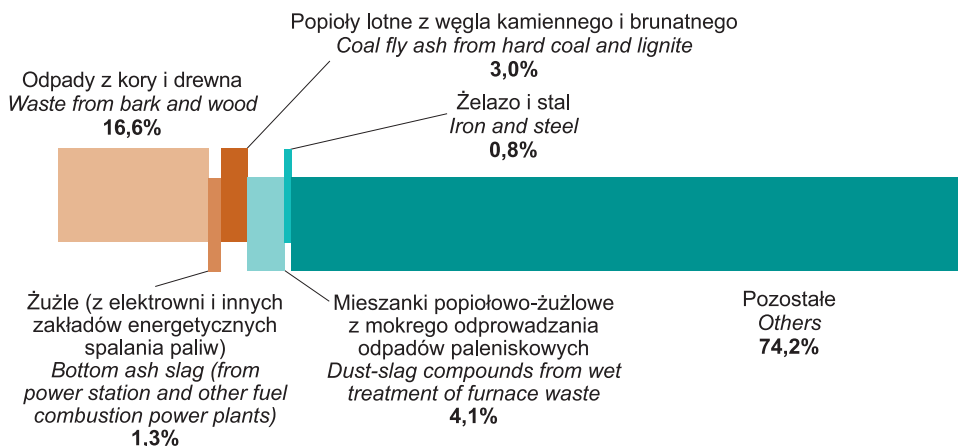 Odpady z kory i drewna
Waste from bark and wood
16,6%
Popioły lotne z węgla kamiennego i brunatnego
Coal fly ash from hard coal and lignite
3,0%
Żelazo i stal
Iron and steel
0,8%
Żużle (z elektrowni i innych
zakładów energetycznych
spalania paliw)
Bottom ash slag (from
power station and other fuel
combustion power plants)
1,3%
Mieszanki popiołowo-żużlowe
z mokrego odprowadzania
odpadów paleniskowych
Dust-slag compounds from wet
treatment of furnace waste
4,1%
Pozostałe
Others
74,2%